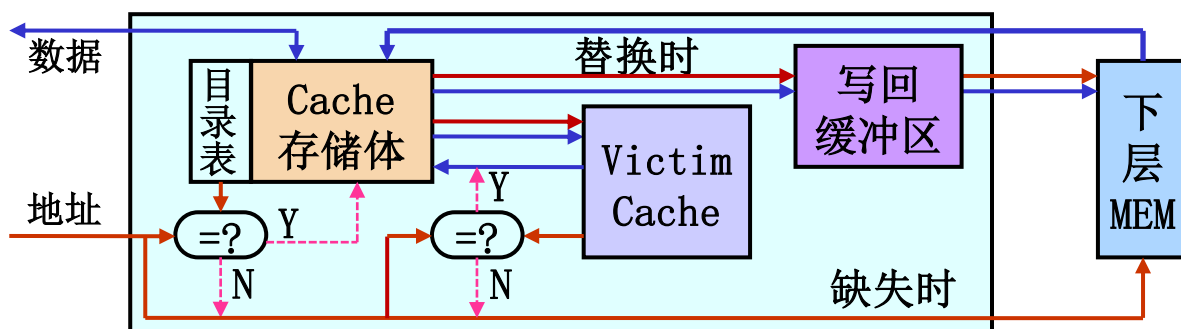 数据
目
录
表
Cache
存储体
替换时
写回
缓冲区
下
层
MEM
Victim
Cache
地址
=?
Y
N
=?
Y
N
缺失时